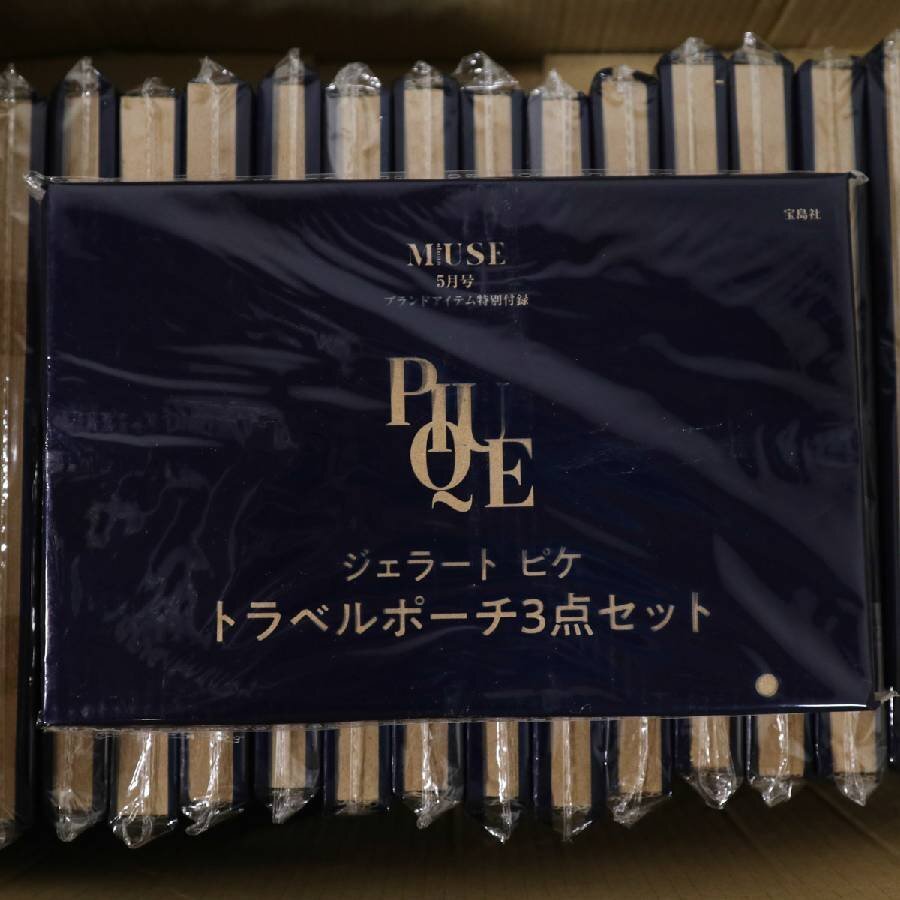 宝島社
MUSE
5月号
ブランドアイテム特別付録
PIQUE
ジェラート ピケ
トラベルポーチ3点セット